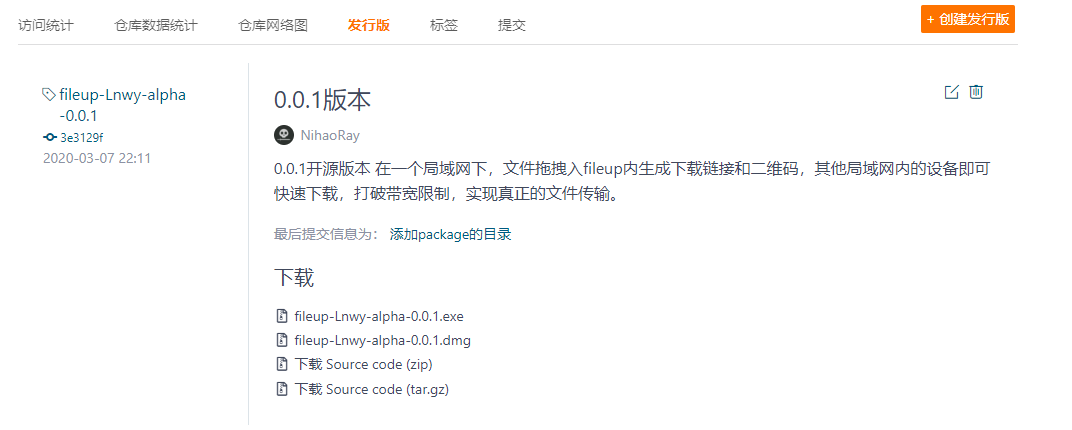 访问统计 仓库数据统计 仓库网络图 发行版 标签 提交 + 创建发行版
fileup-Lnwy-alpha
-0.0.1
3e3129f
2020-03-07 22:11
0.0.1版本
NihaoRay
0.0.1开源版本 在一个局域网下，文件拖拽入fileup内生成下载链接和二维码，其他局域网内的设备即可
快速下载，打破带宽限制，实现真正的文件传输。
最后提交信息为： 添加package的目录
下载
fileup-Lnwy-alpha-0.0.1.exe
fileup-Lnwy-alpha-0.0.1.dmg
下载 Source code (zip)
下载 Source code (tar.gz)